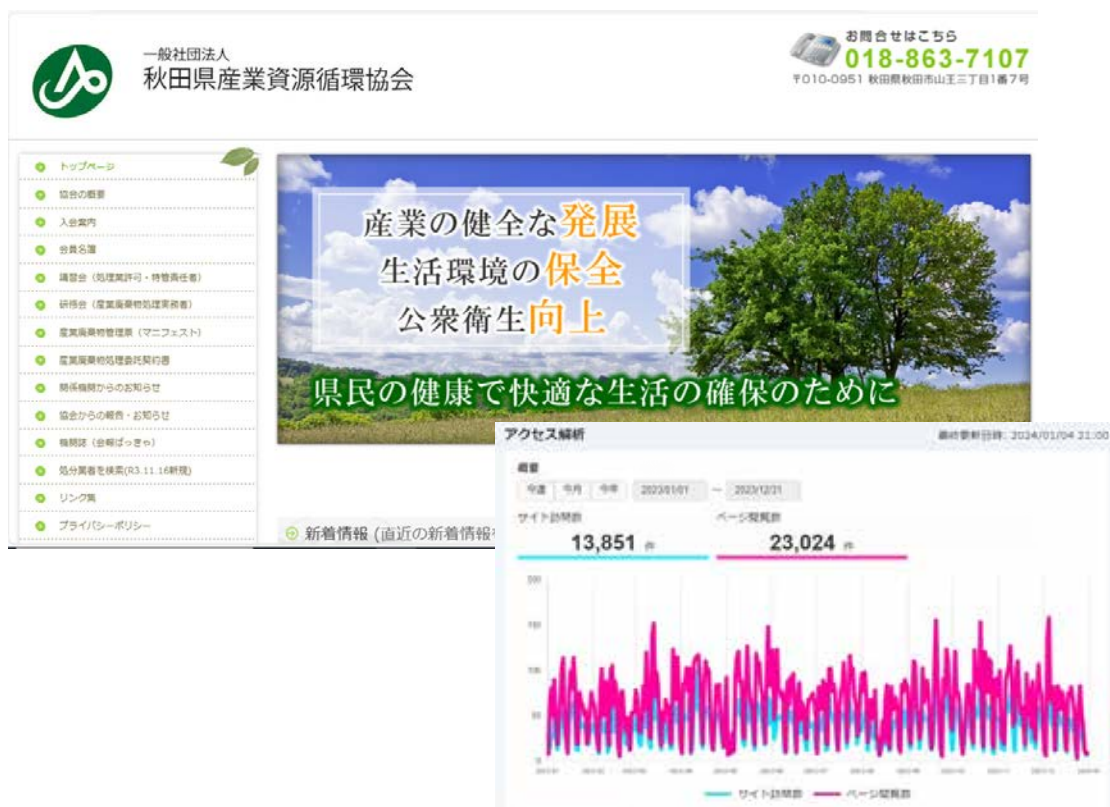 一般社団法人
秋田県産業資源循環協会
お問合せはこちら
018-863-7107
〒010-0951 秋田県秋田市山王三丁目1番7号
トップページ
協会の概要
入会案内
会員名簿
講習会（処理業許可・特管責任者）
研修会（産業廃棄物処理実務者）
産業廃棄物管理票（マニフェスト）
産業廃棄物処理委託契約書
関係機関からのお知らせ
協会からの報告・お知らせ
機関誌（会報ばっきゃ）
処分業者を検索(R3.11.16新規)
リンク集
プライバシーポリシー
産業の健全な発展
生活環境の保全
公衆衛生向上
県民の健康で快適な生活の確保のために
新着情報 (直近の新着情報
アクセス解析
最終更新日時: 2024/01/04 21:00
概要
今週 今月 今年 2023/01/01 ～ 2023/12/31
サイト訪問数 ページ閲覧数
13,851 件 23,024 件
200
150
100
50
0
サイト訪問数 ページ閲覧数